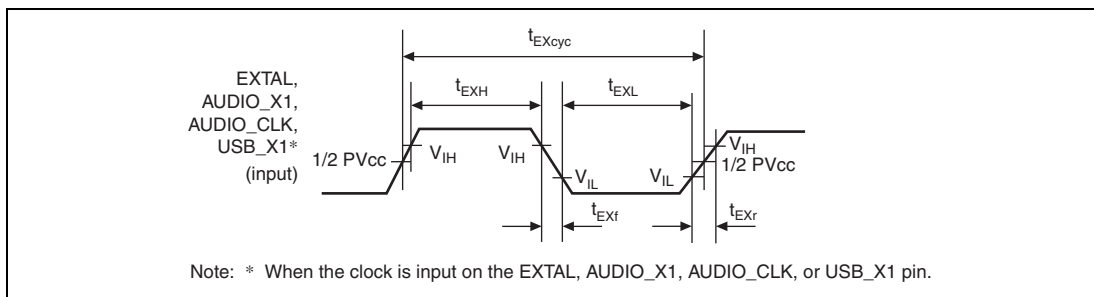 tEXcyc
tEXH
tEXL
EXTAL,
AUDIO_X1,
AUDIO_CLK,
USB_X1*
(input)
1/2 PVcc
VIH
VIH
VIL
VIL
VIH
1/2 PVcc
tEXf
tEXr
Note: * When the clock is input on the EXTAL, AUDIO_X1, AUDIO_CLK, or USB_X1 pin.